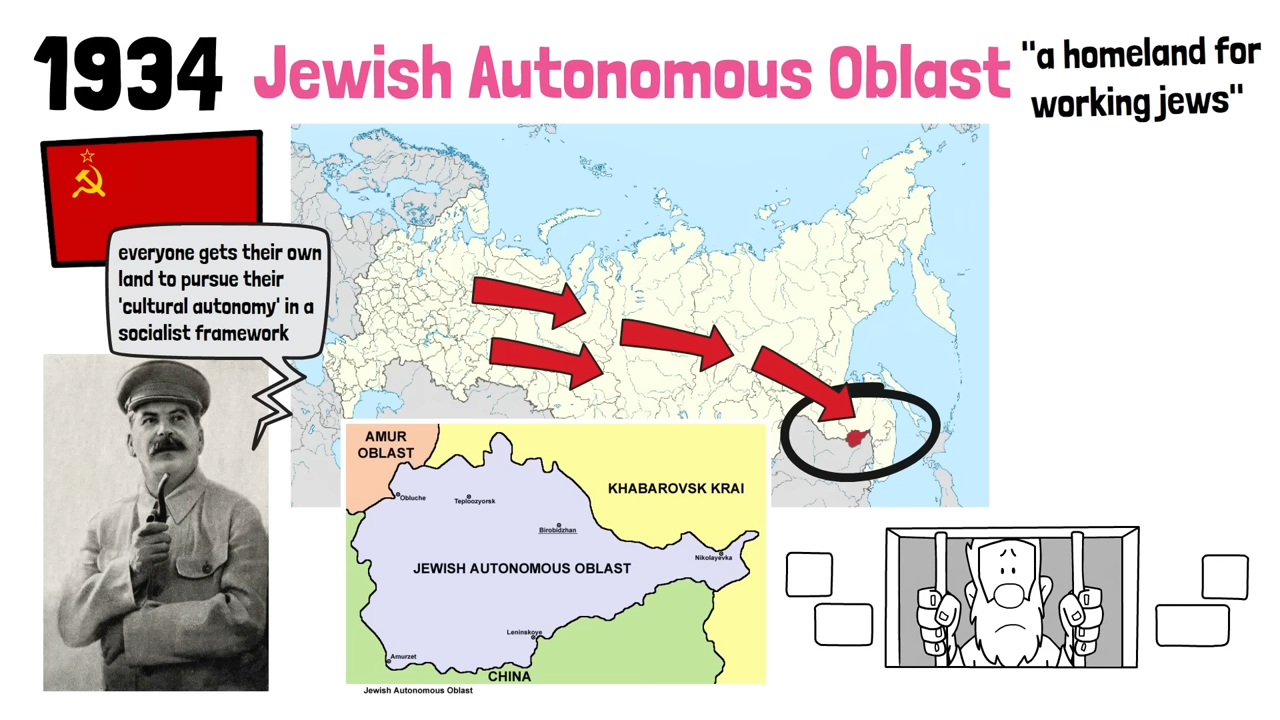 1934
Jewish Autonomous Oblast
"a homeland for
working jews"
everyone gets their own
land to pursue their
'cultural autonomy' in a
socialist framework
AMUR
OBLAST
KHABAROVSK KRAI
Obluche
Teploozyorsk
Birobidzhan
Nikolayevka
JEWISH AUTONOMOUS OBLAST
Leninskoye
Amurzet
CHINA
Jewish Autonomous Oblast